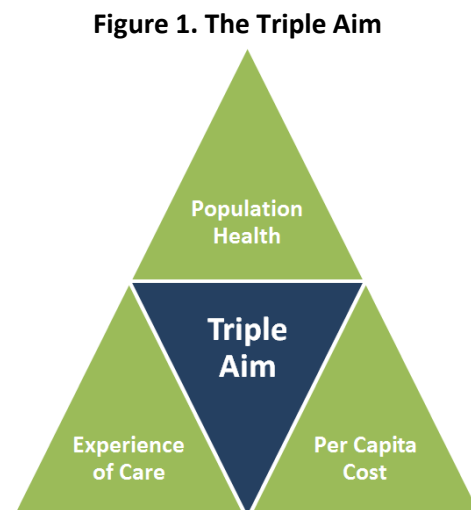 Figure 1. The Triple Aim
Population
Health
Triple
Aim
Experience
of Care
Per Capita
Cost